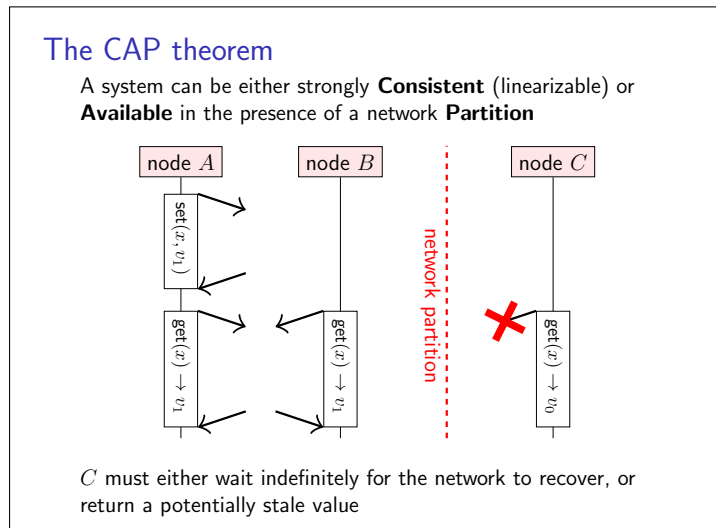 The CAP theorem
A system can be either strongly Consistent (linearizable) or
Available in the presence of a network Partition
node A
node B
node C
set(x, v₁)
network partition
get(x) → v₁
get(x) → v₁
get(x) → v₀
C must either wait indefinitely for the network to recover, or
return a potentially stale value